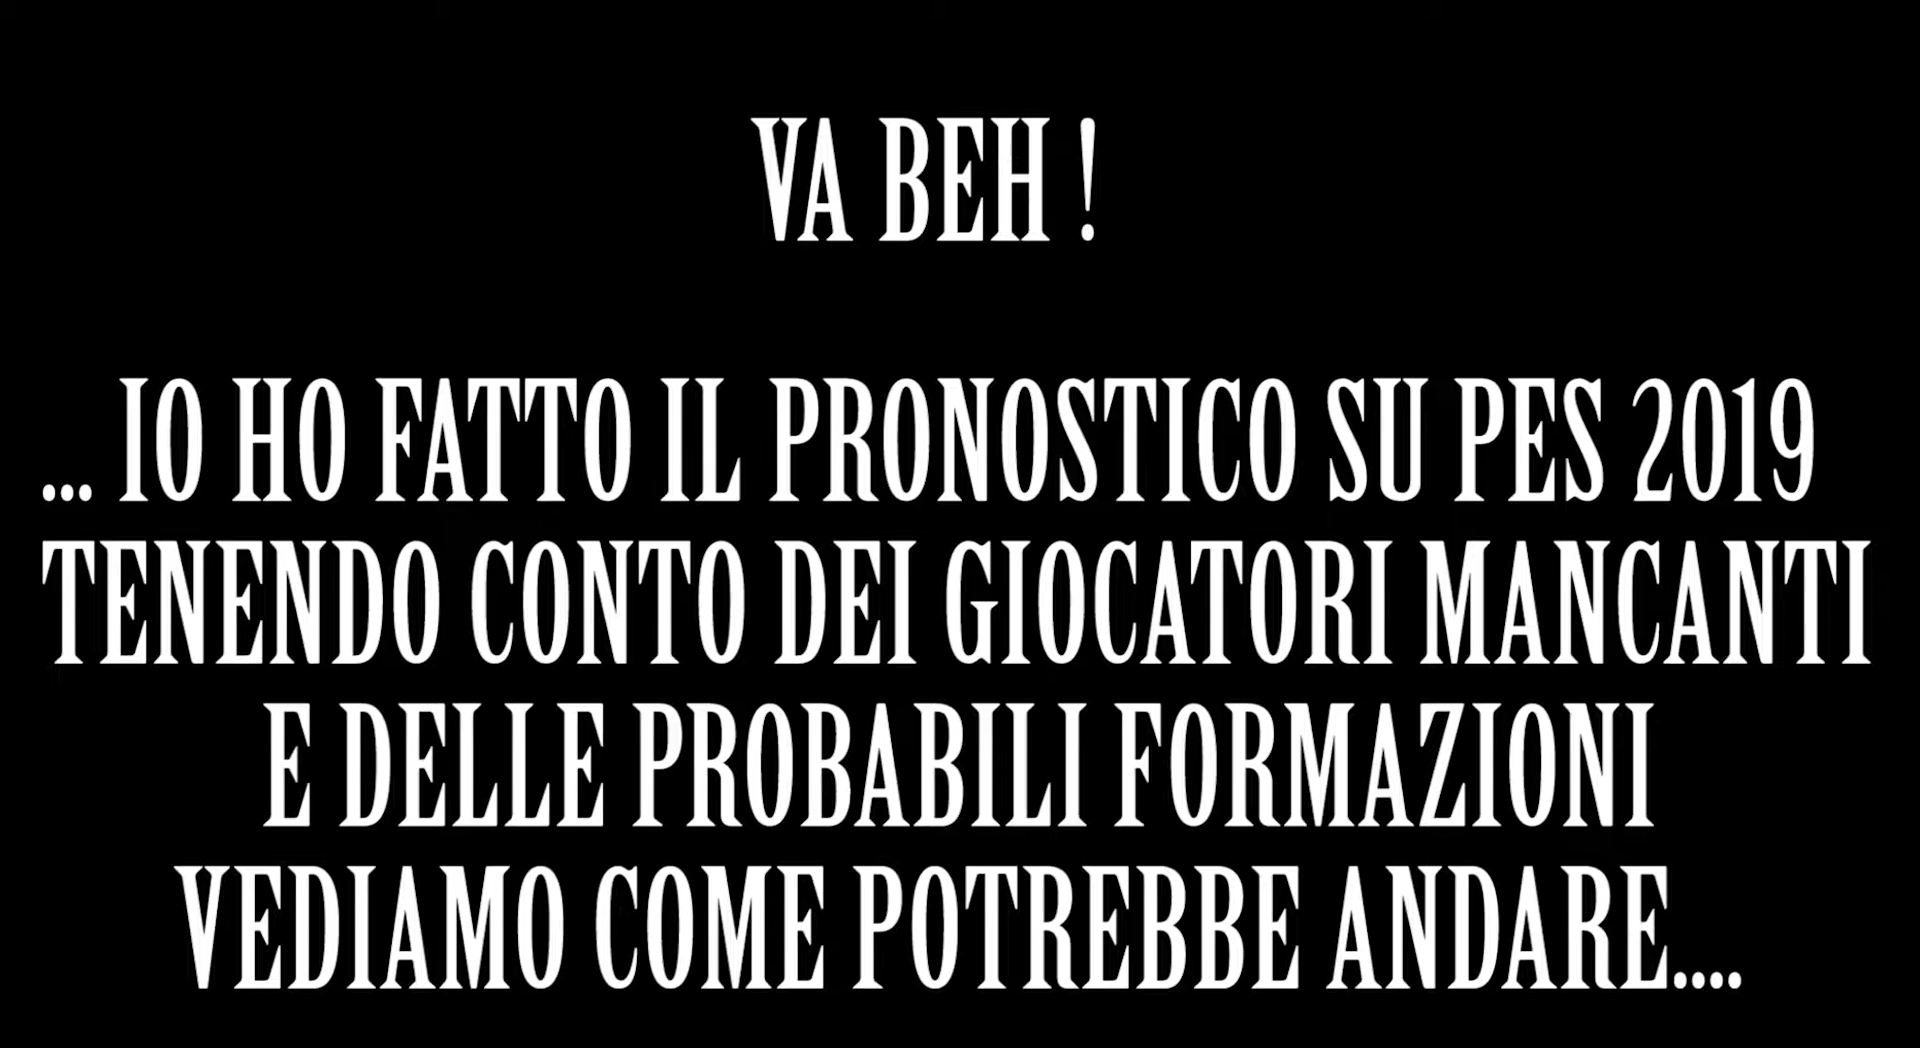 VA BEH !
... IO HO FATTO IL PRONOSTICO SU PES 2019
TENENDO CONTO DEI GIOCATORI MANCANTI
E DELLE PROBABILI FORMAZIONI
VEDIAMO COME POTREBBE ANDARE....